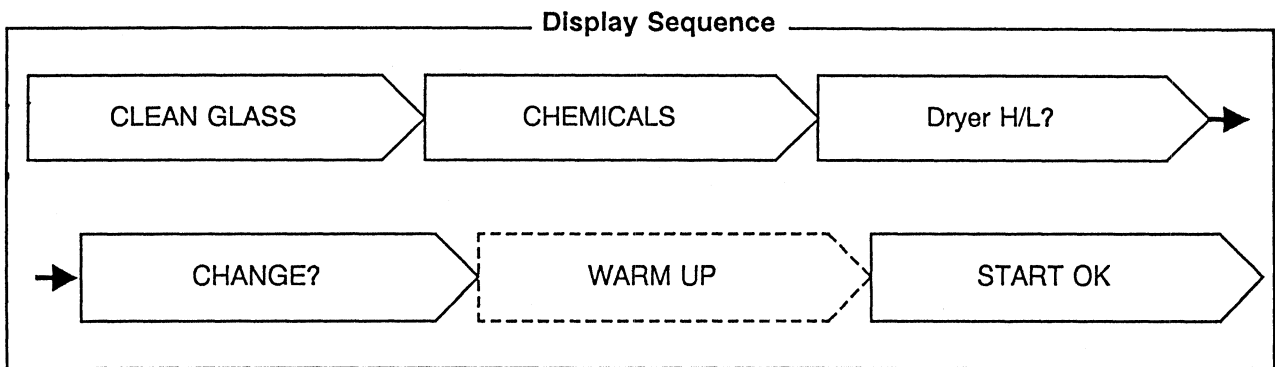 Display Sequence
CLEAN GLASS
CHEMICALS
Dryer H/L?
CHANGE?
WARM UP
START OK